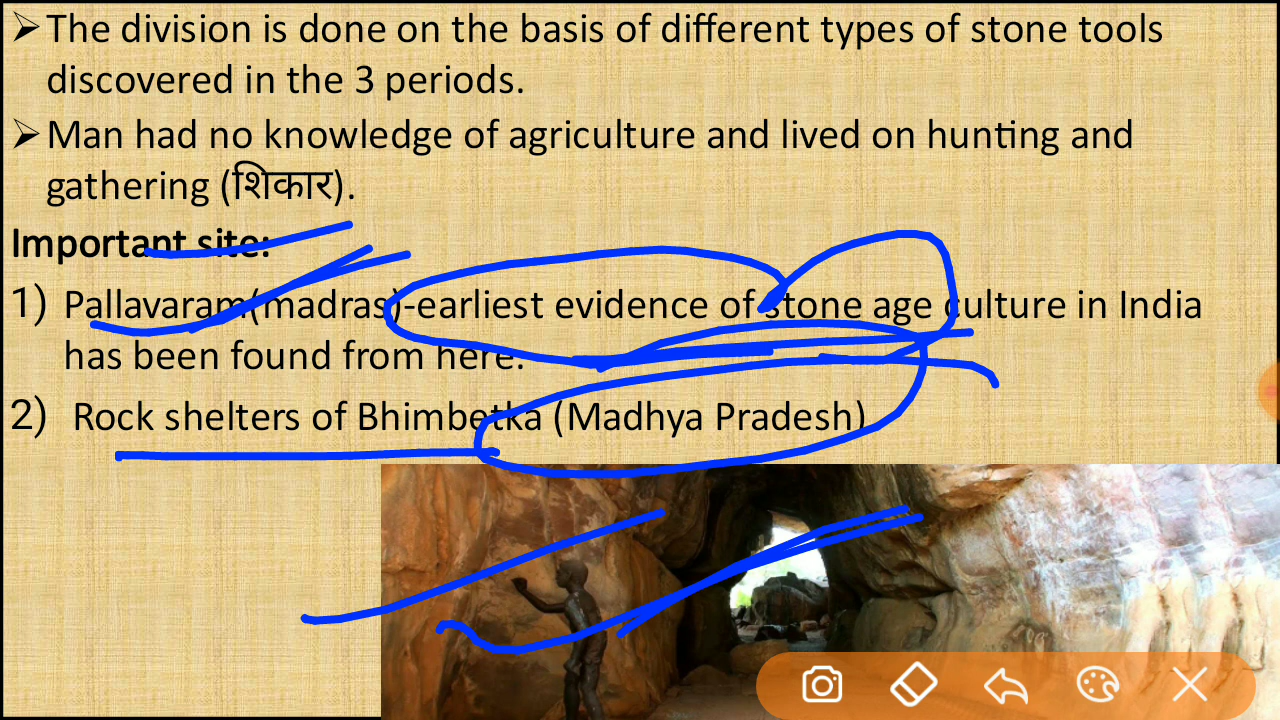 ➢ The division is done on the basis of different types of stone tools
discovered in the 3 periods.
➢ Man had no knowledge of agriculture and lived on hunting and
gathering (शिकार).
Important site:
1) Pallavaram(madras)-earliest evidence of stone age culture in India
has been found from here.
2) Rock shelters of Bhimbetka (Madhya Pradesh)